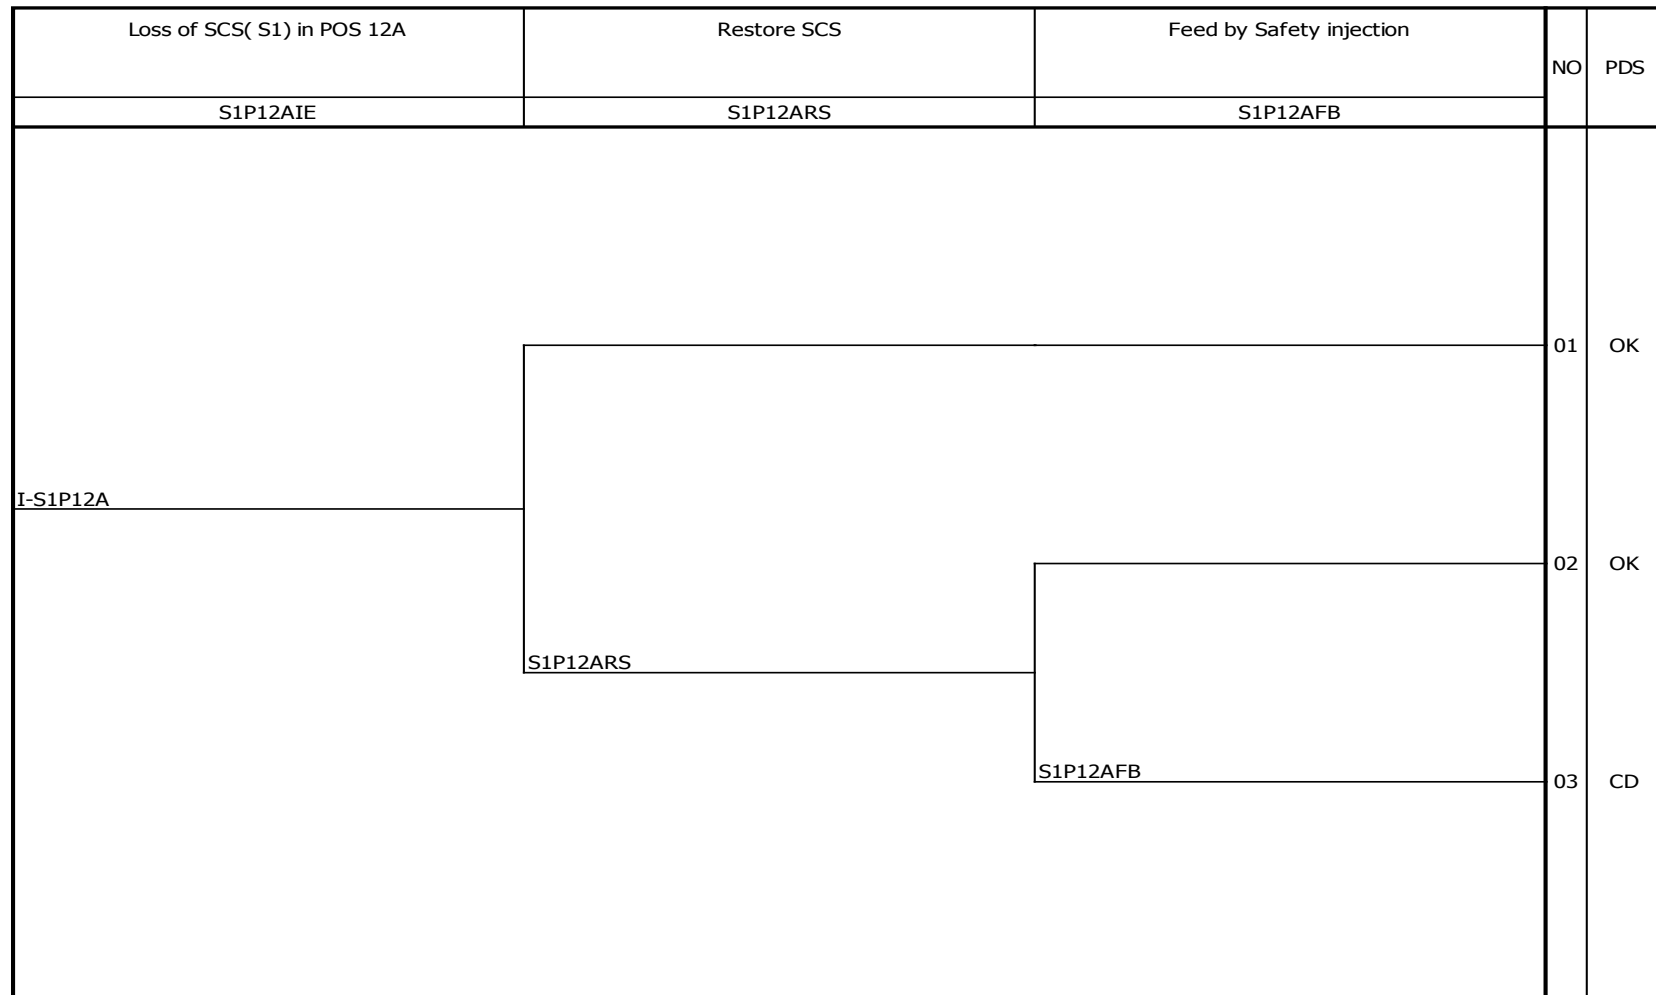 Loss of SCS( S1) in POS 12A
Restore SCS
Feed by Safety injection
NO
PDS
S1P12AIE
S1P12ARS
S1P12AFB
01
OK
I-S1P12A
02
OK
S1P12ARS
S1P12AFB
03
CD